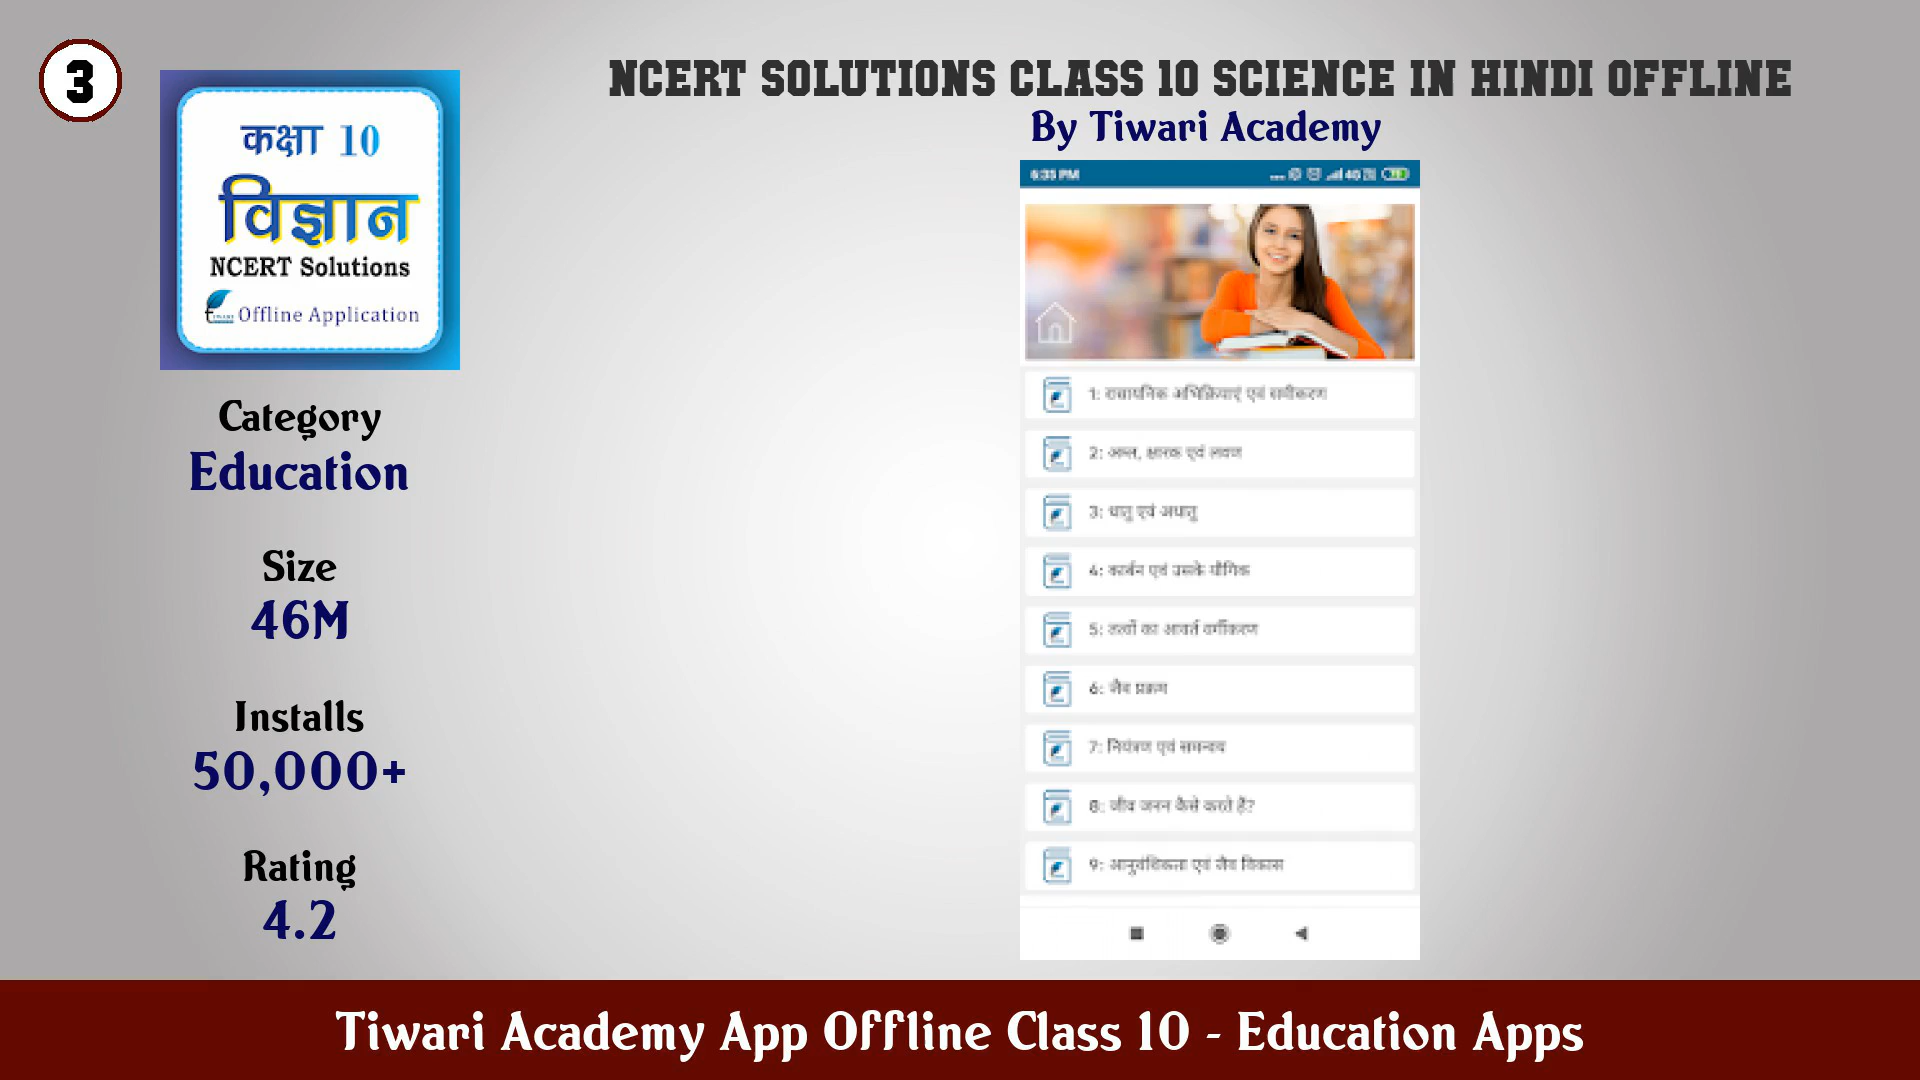 3
NCERT SOLUTIONS CLASS 10 SCIENCE IN HINDI OFFLINE
By Tiwari Academy
कक्षा 10
विज्ञान
NCERT Solutions
Offline Application
Category
Education
Size
46M
Installs
50,000+
Rating
4.2
6:35 PM
1: रासायनिक अभिक्रियाएं एवं समीकरण
2: अम्ल, क्षारक एवं लवण
3: धातु एवं अधातु
4: कार्बन एवं उसके यौगिक
5: तत्वों का आवर्त वर्गीकरण
6: जैव प्रक्रम
7: नियंत्रण एवं समन्वय
8: जीव जनन कैसे करते हैं?
9: आनुवंशिकता एवं जैव विकास
Tiwari Academy App Offline Class 10 - Education Apps